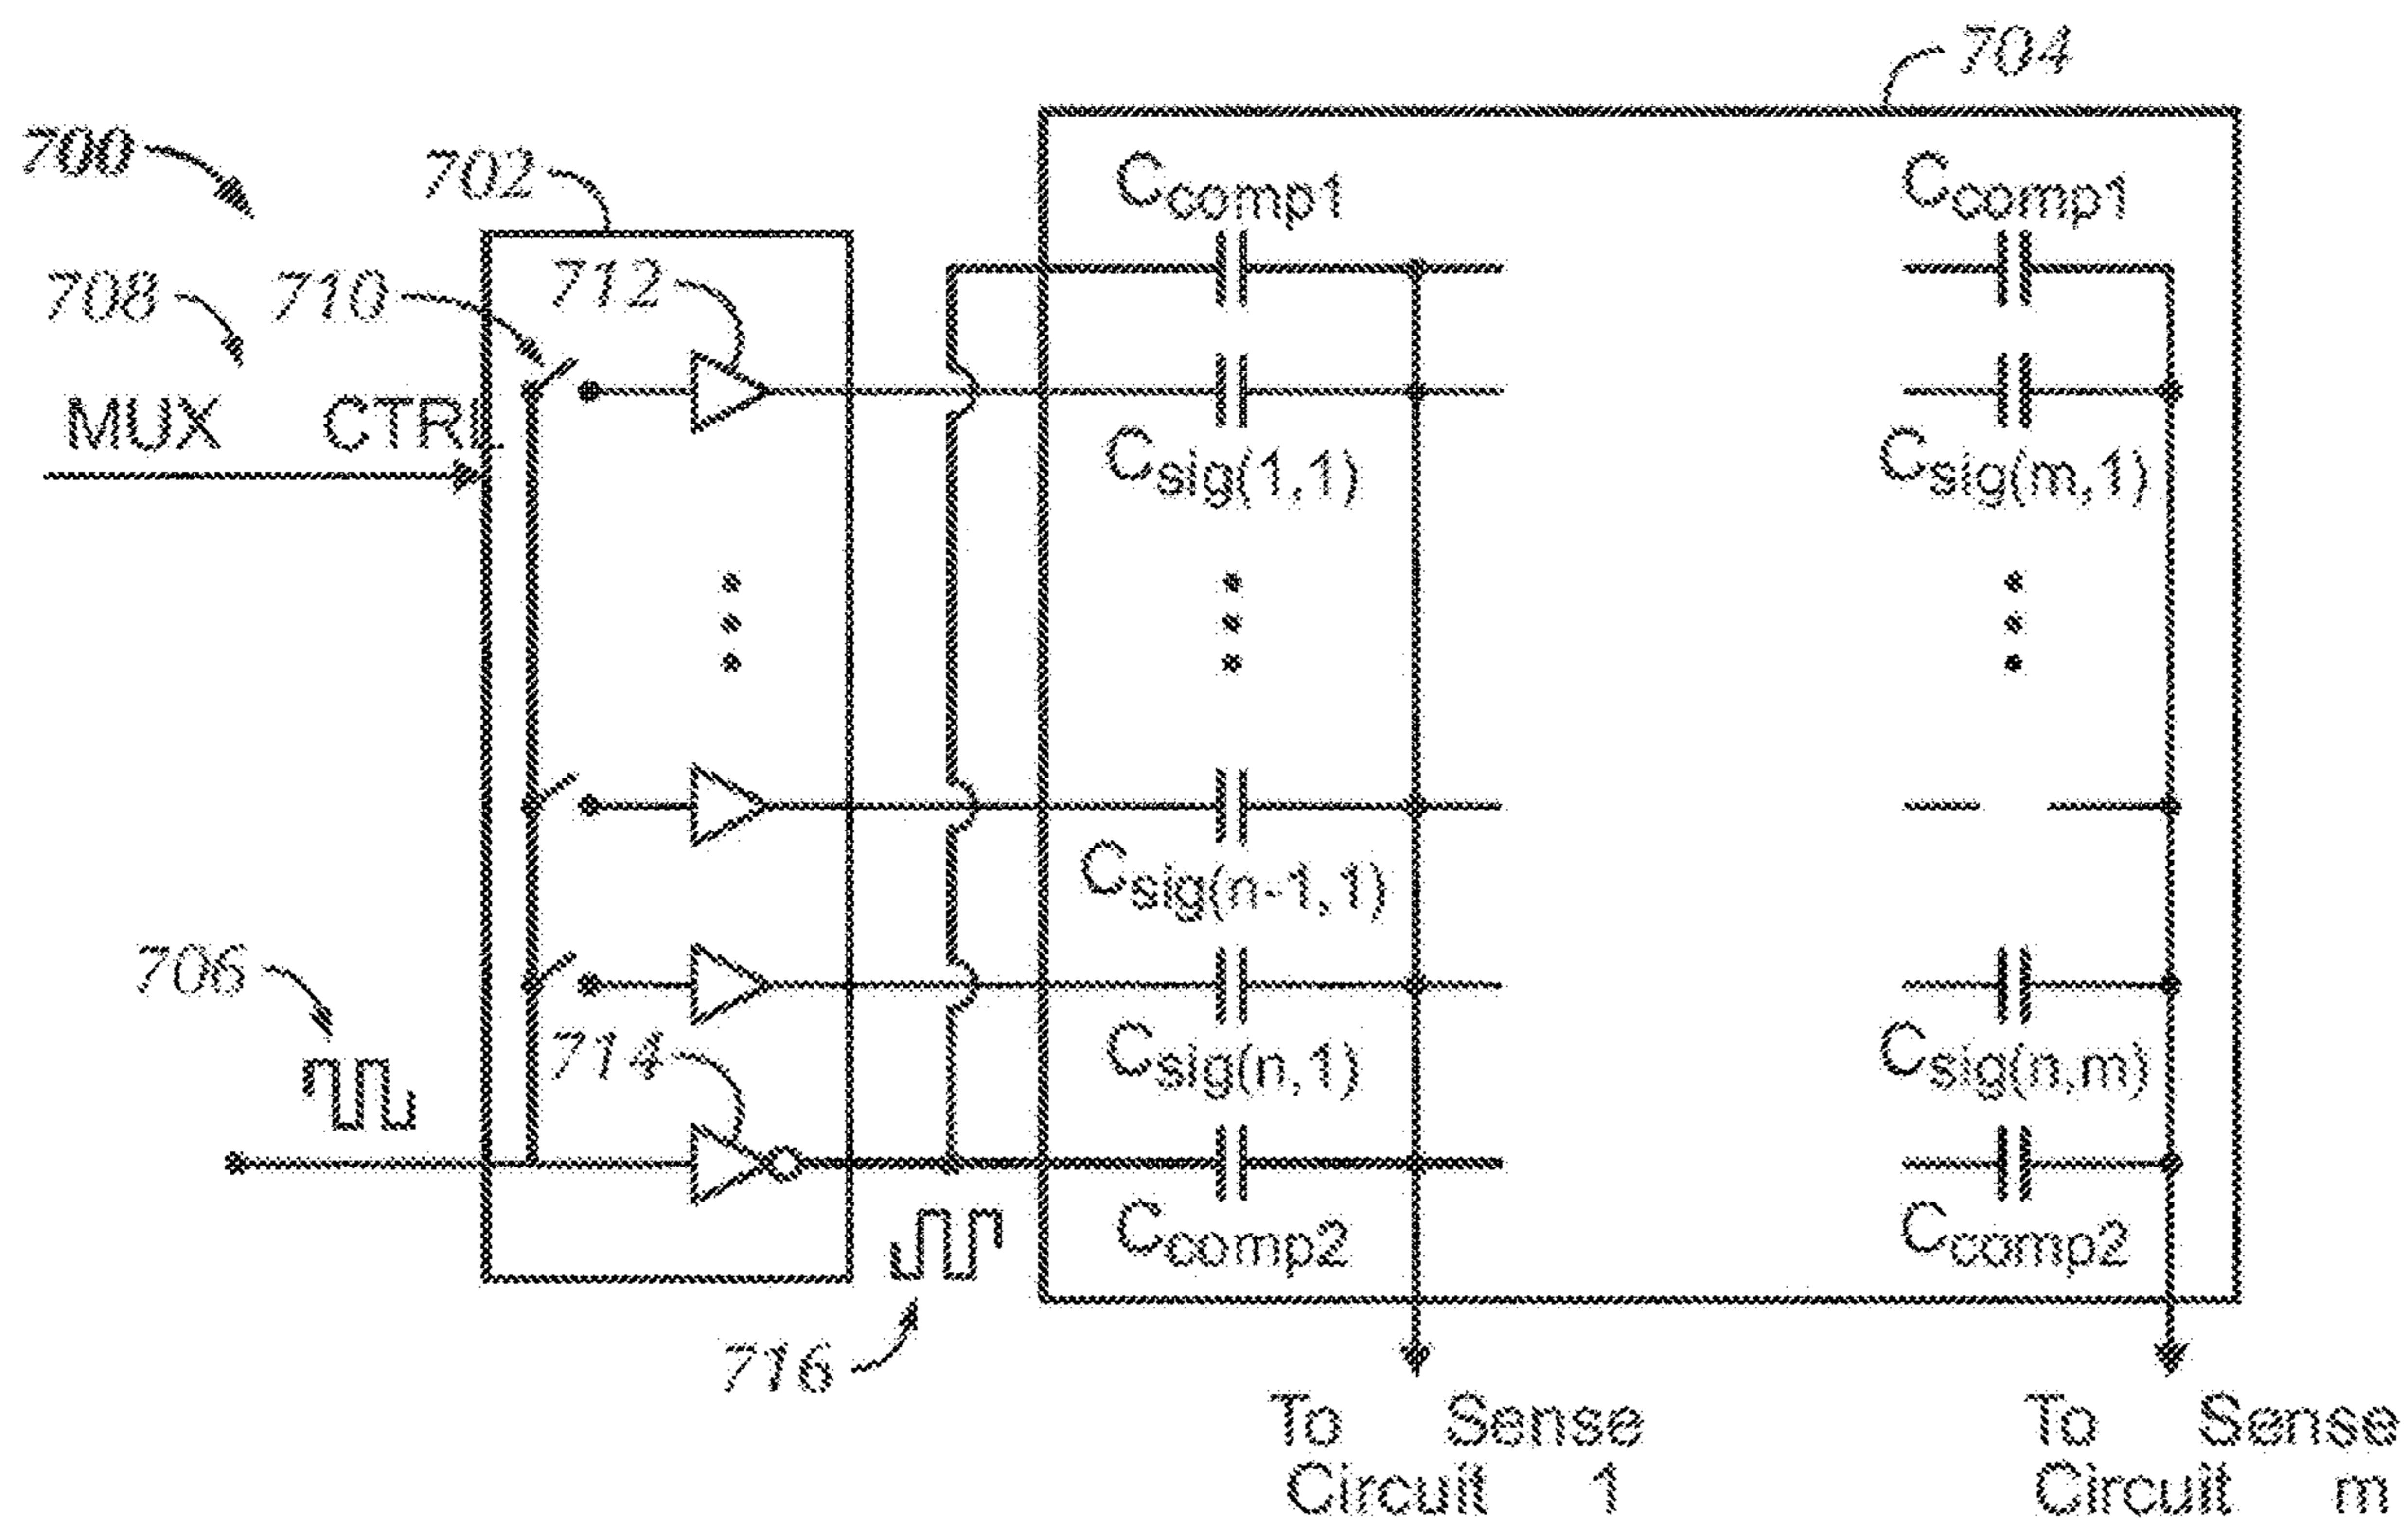 704
700
702
Ccomp1 Ccomp1
708 710 712
MUX CTRL
Csig(1,1) Csig(m,1)
Csig(n-1,1)
706
714
Csig(n,1) Csig(n,m)
Ccomp2 Ccomp2
716
To Sense To Sense
Circuit 1 Circuit m